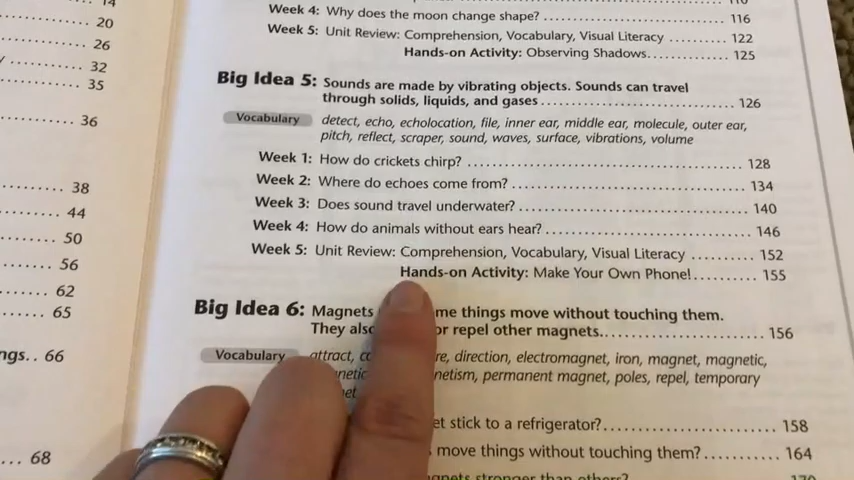 14
20
26
32
35
36
38
44
50
56
62
65
ngs.. 66
... 68
Week 4: Why does the moon change shape? 116
Week 5: Unit Review: Comprehension, Vocabulary, Visual Literacy 122
Hands-on Activity: Observing Shadows 125
Big Idea 5: Sounds are made by vibrating objects. Sounds can travel
through solids, liquids, and gases 126
Vocabulary detect, echo, echolocation, file, inner ear, middle ear, molecule, outer ear,
pitch, reflect, scraper, sound, waves, surface, vibrations, volume
Week 1: How do crickets chirp? 128
Week 2: Where do echoes come from? 134
Week 3: Does sound travel underwater? 140
Week 4: How do animals without ears hear? 146
Week 5: Unit Review: Comprehension, Vocabulary, Visual Literacy 152
Hands-on Activity: Make Your Own Phone! 155
Big Idea 6: Magnets me things move without touching them.
They also or repel other magnets 156
Vocabulary attract, re, direction, electromagnet, iron, magnet, magnetic,
netism, permanent magnet, poles, repel, temporary
et stick to a refrigerator? 158
move things without touching them? 164
agnets stronger than others? 170